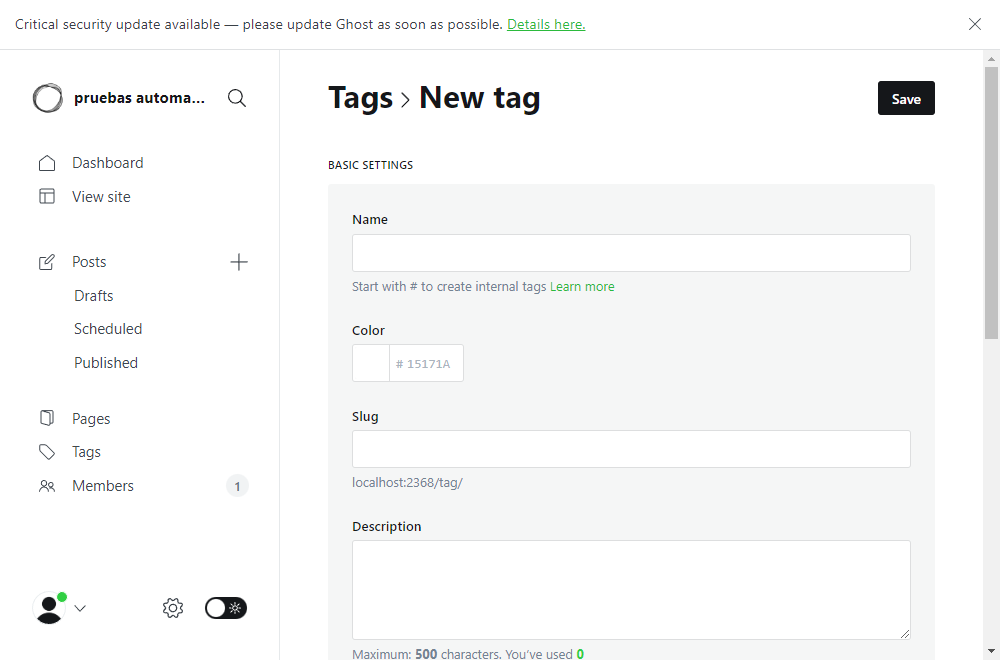 Critical security update available — please update Ghost as soon as possible. Details here.
pruebas automa...
Dashboard
View site
Posts
Drafts
Scheduled
Published
Pages
Tags
Members
1
Tags > New tag
Save
BASIC SETTINGS
Name
Start with # to create internal tags Learn more
Color
# 15171A
Slug
localhost:2368/tag/
Description
Maximum: 500 characters. You’ve used 0